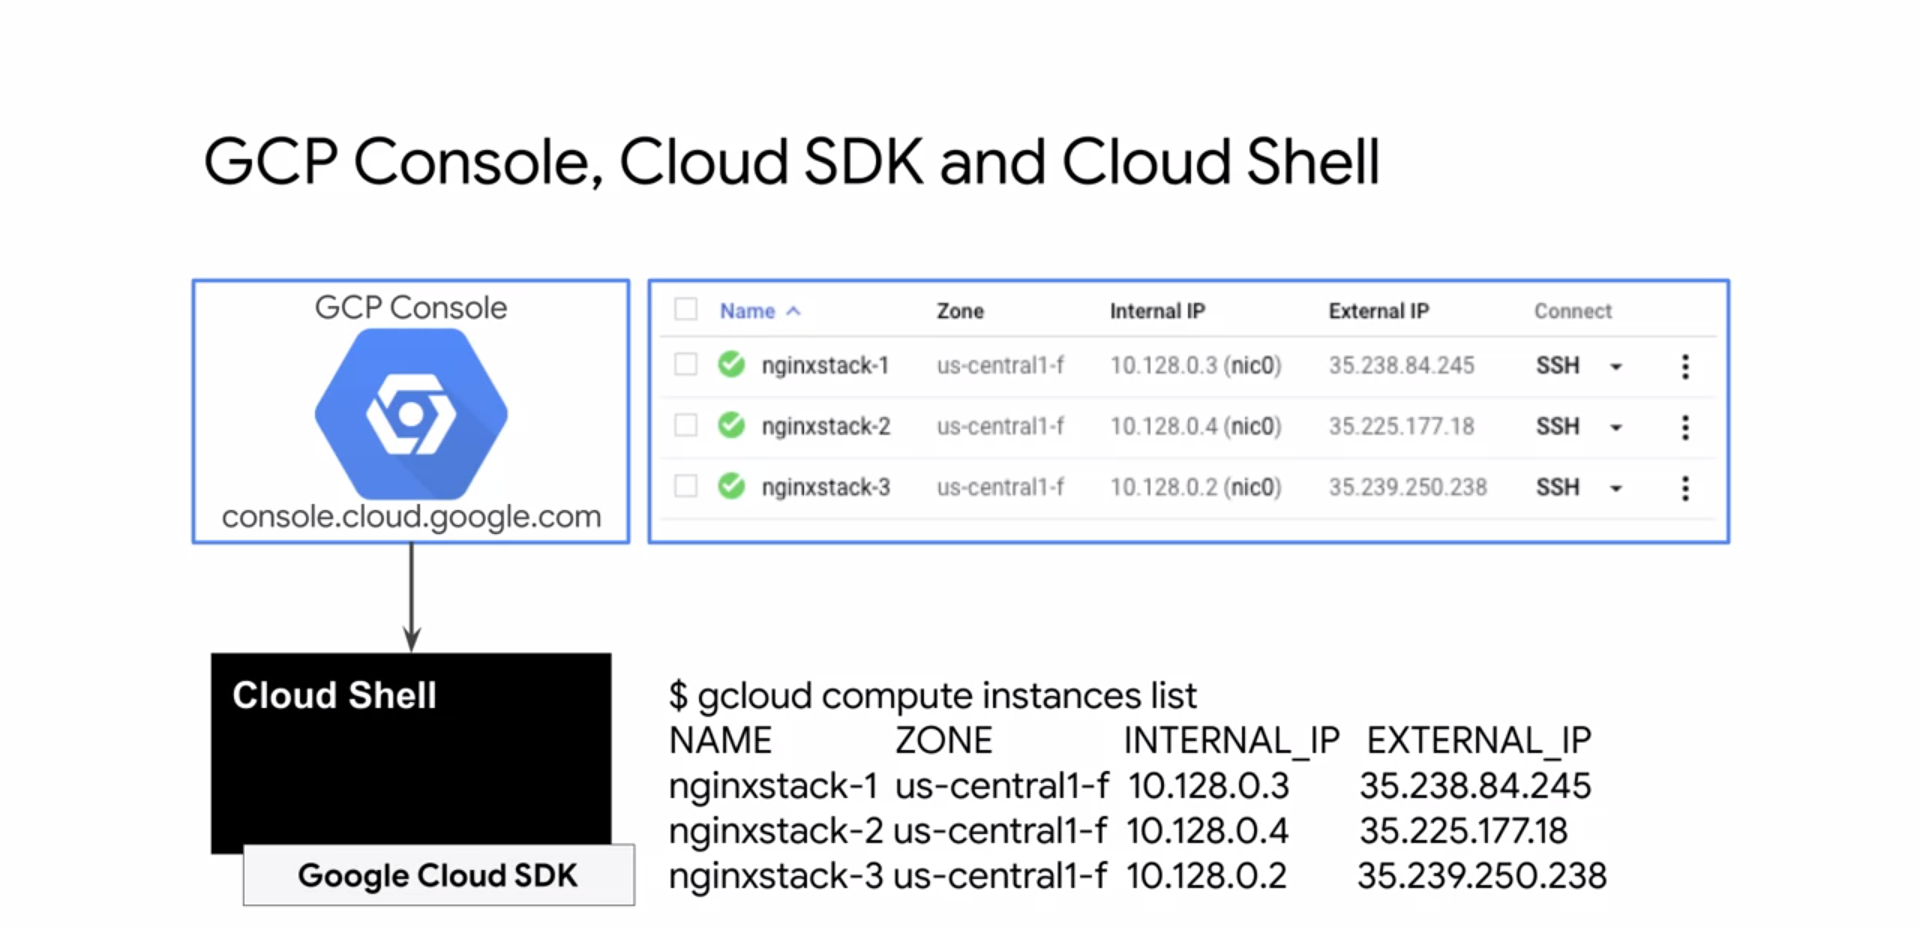 GCP Console, Cloud SDK and Cloud Shell
GCP Console
console.cloud.google.com
Name Zone Internal IP External IP Connect
nginxstack-1 us-central1-f 10.128.0.3 (nic0) 35.238.84.245 SSH
nginxstack-2 us-central1-f 10.128.0.4 (nic0) 35.225.177.18 SSH
nginxstack-3 us-central1-f 10.128.0.2 (nic0) 35.239.250.238 SSH
Cloud Shell
Google Cloud SDK
$ gcloud compute instances list
NAME ZONE INTERNAL_IP EXTERNAL_IP
nginxstack-1 us-central1-f 10.128.0.3 35.238.84.245
nginxstack-2 us-central1-f 10.128.0.4 35.225.177.18
nginxstack-3 us-central1-f 10.128.0.2 35.239.250.238